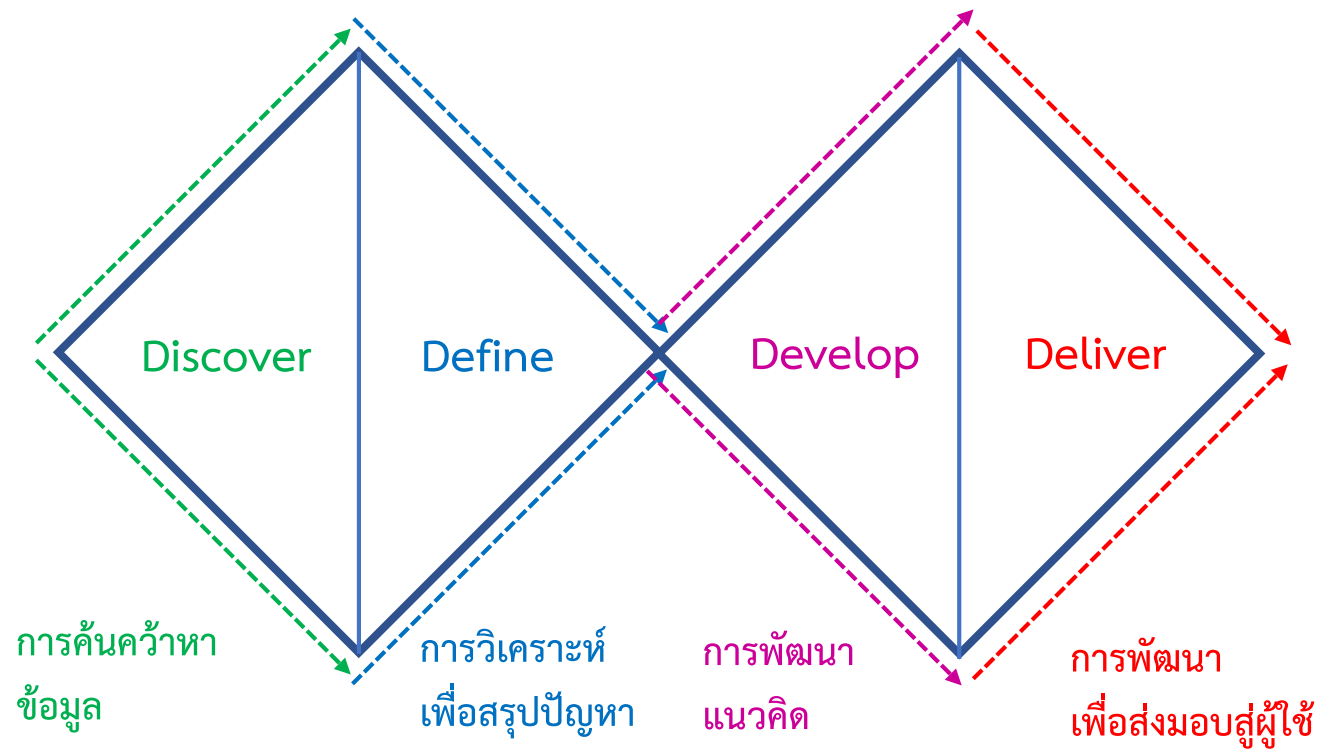 Discover
Define
Develop
Deliver
การค้นคว้าหา
ข้อมูล
การวิเคราะห์
เพื่อสรุปปัญหา
การพัฒนา
แนวคิด
การพัฒนา
เพื่อส่งมอบสู่ผู้ใช้